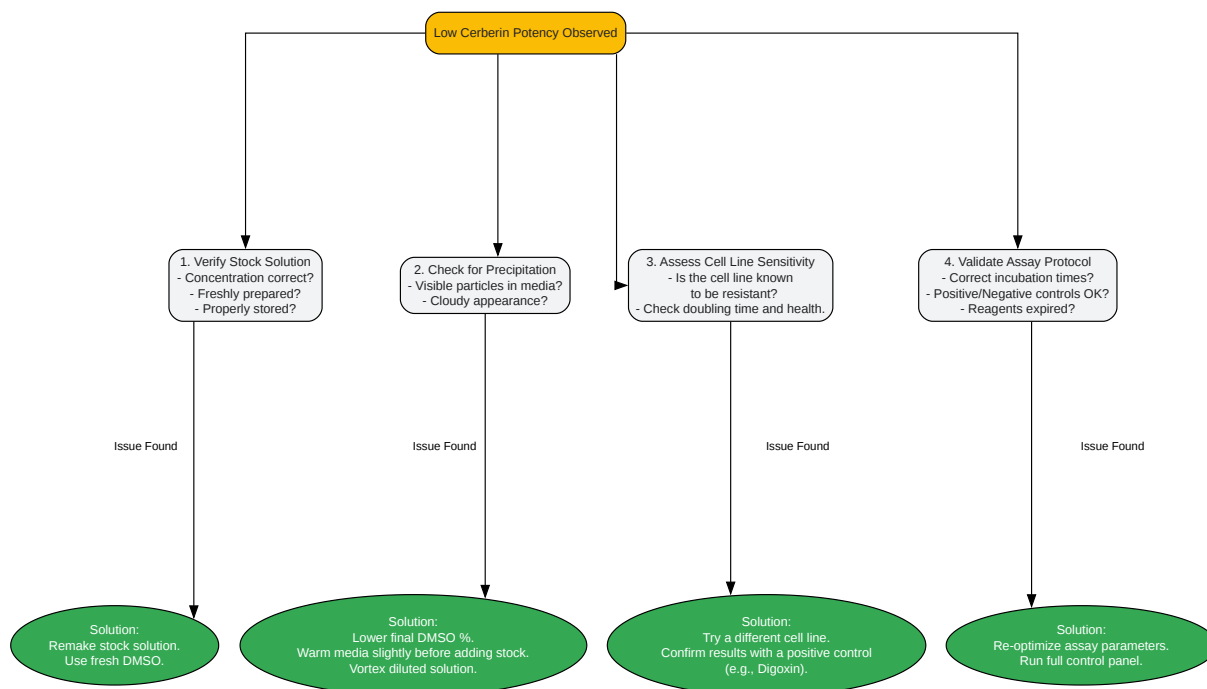 Low Cerberin Potency Observed
1. Verify Stock Solution
- Concentration correct?
- Freshly prepared?
- Properly stored?
2. Check for Precipitation
- Visible particles in media?
- Cloudy appearance?
3. Assess Cell Line Sensitivity
- Is the cell line known
to be resistant?
- Check doubling time and health.
4. Validate Assay Protocol
- Correct incubation times?
- Positive/Negative controls OK?
- Reagents expired?
Issue Found
Issue Found
Issue Found
Issue Found
Solution:
Remake stock solution.
Use fresh DMSO.
Solution:
Lower final DMSO %.
Warm media slightly before adding stock.
Vortex diluted solution.
Solution:
Try a different cell line.
Confirm results with a positive control
(e.g., Digoxin).
Solution:
Re-optimize assay parameters.
Run full control panel.